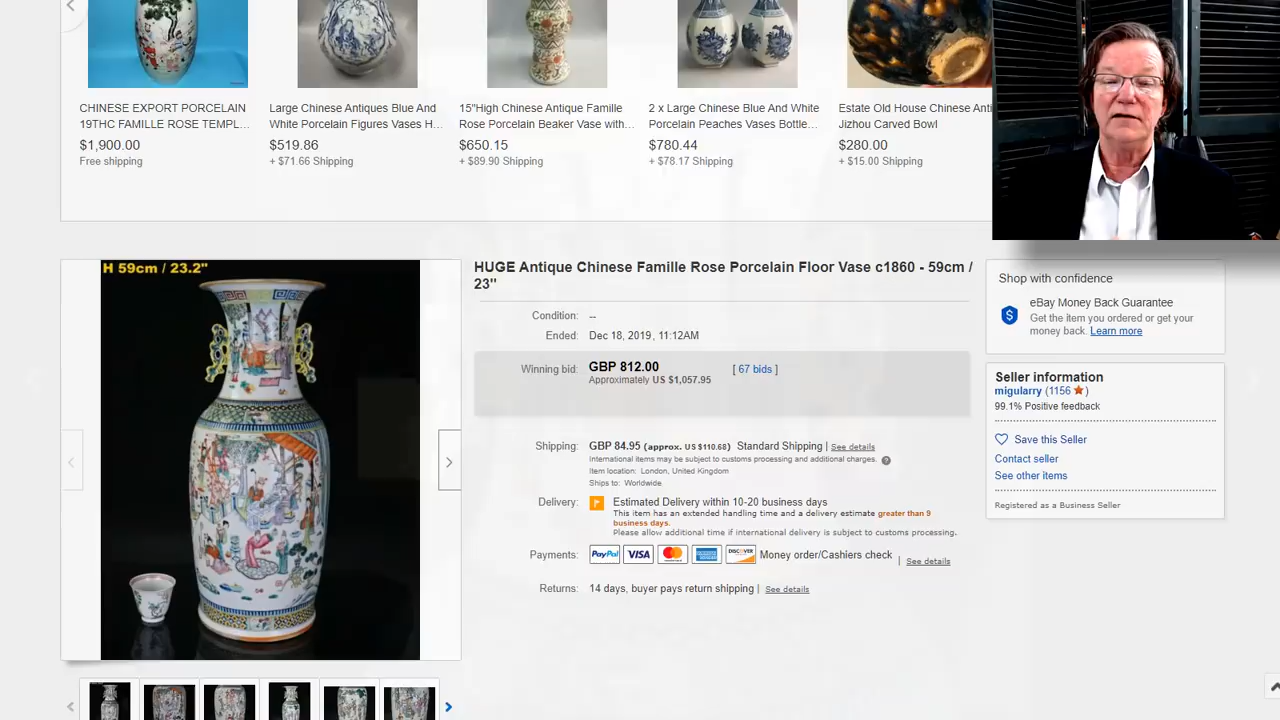 CHINESE EXPORT PORCELAIN
19THC FAMILLE ROSE TEMPL...
$1,900.00
Free shipping
Large Chinese Antiques Blue And
White Porcelain Figures Vases H...
$519.86
+ $71.66 Shipping
15"High Chinese Antique Famille
Rose Porcelain Beaker Vase with...
$650.15
+ $89.90 Shipping
2 x Large Chinese Blue And White
Porcelain Peaches Vases Bottle...
$780.44
+ $78.17 Shipping
Estate Old House Chinese Anti
Jizhou Carved Bowl
$280.00
+ $15.00 Shipping
H 59cm / 23.2"
HUGE Antique Chinese Famille Rose Porcelain Floor Vase c1860 - 59cm /
23"
Condition: --
Ended: Dec 18, 2019, 11:12AM
Winning bid: GBP 812.00 [ 67 bids ]
Approximately US $1,057.95
Shipping: GBP 84.95 (approx. US $110.68) Standard Shipping | See details
International items may be subject to customs processing and additional charges. ?
Item location: London, United Kingdom
Ships to: Worldwide
Delivery: Estimated Delivery within 10-20 business days
This item has an extended handling time and a delivery estimate greater than 9
business days.
Please allow additional time if international delivery is subject to customs processing.
Payments: PayPal VISA MasterCard DISCOVER Money order/Cashiers check | See details
Returns: 14 days, buyer pays return shipping | See details
Shop with confidence
eBay Money Back Guarantee
Get the item you ordered or get your
money back. Learn more
Seller information
migularry (1156 ★ )
99.1% Positive feedback
Save this Seller
Contact seller
See other items
Registered as a Business Seller